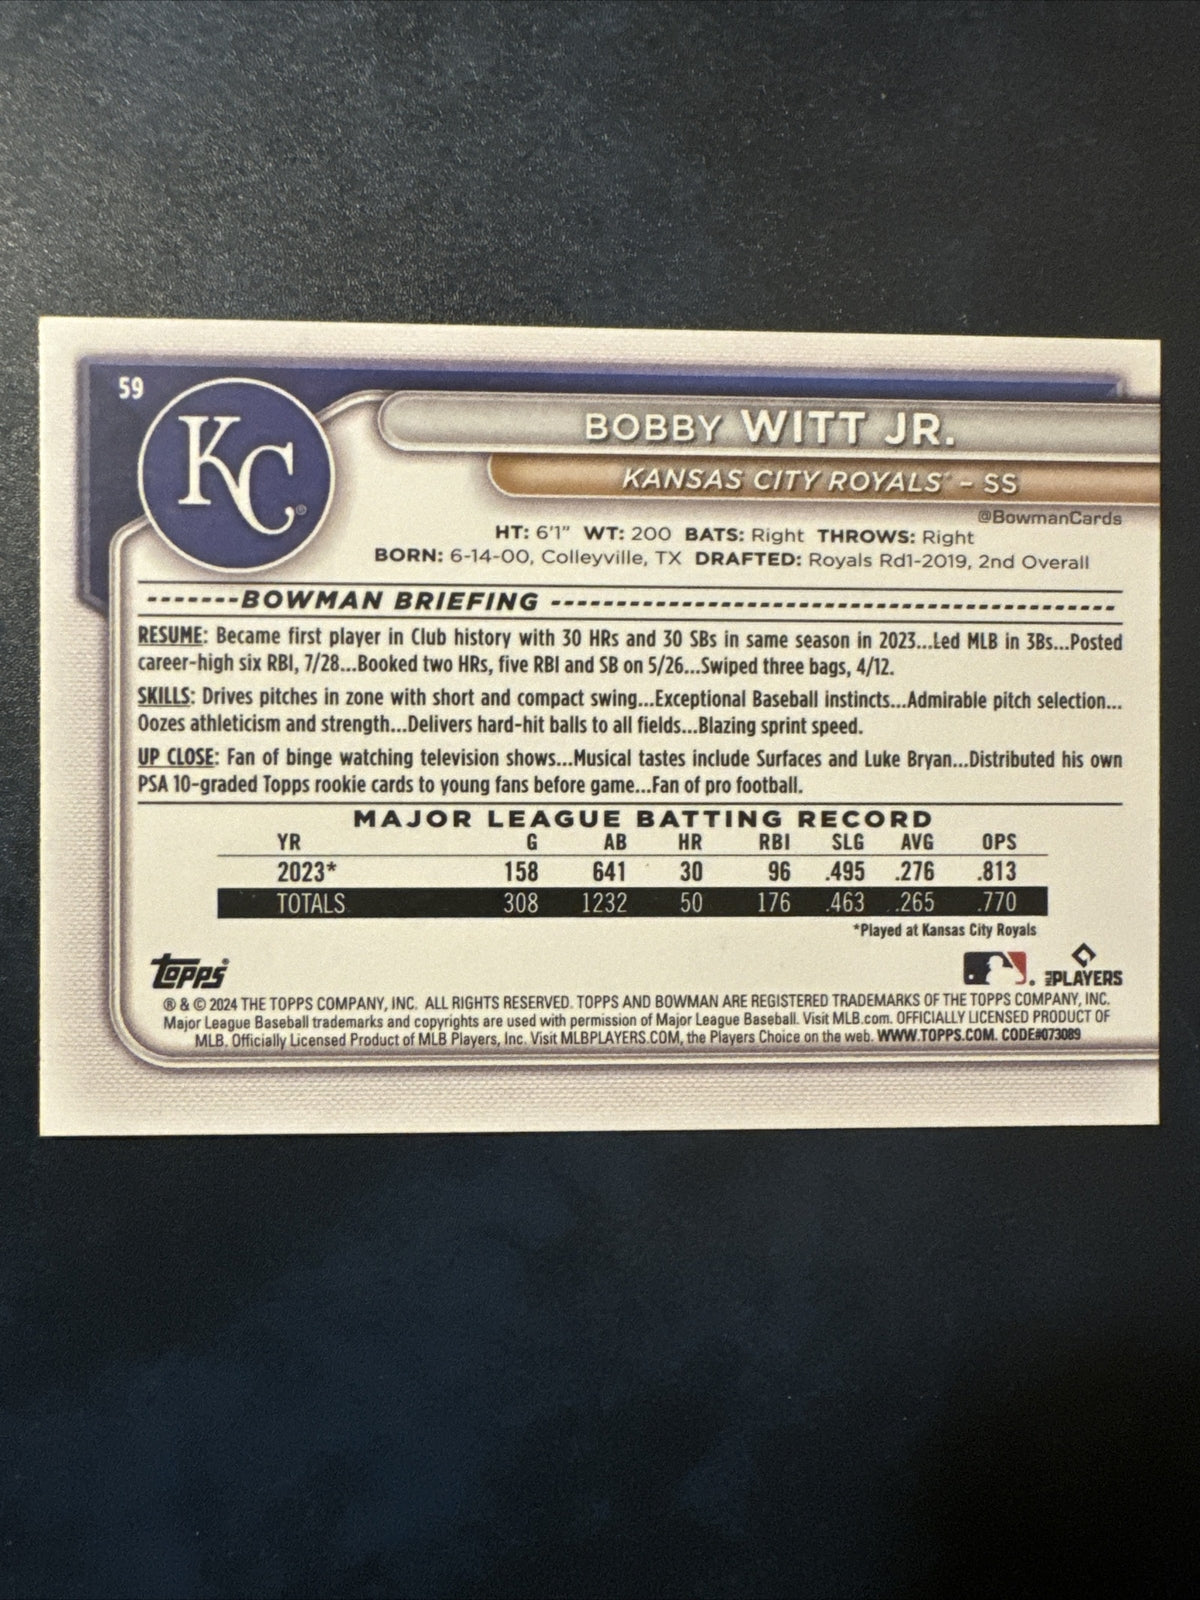 59
KC®
BOBBY WITT JR.
KANSAS CITY ROYALS® - SS
@BowmanCards
HT: 6'1" WT: 200 BATS: Right THROWS: Right
BORN: 6-14-00, Colleyville, TX DRAFTED: Royals Rd1-2019, 2nd Overall
-------BOWMAN BRIEFING -------
RESUME: Became first player in Club history with 30 HRs and 30 SBs in same season in 2023...Led MLB in 3Bs...Posted
career-high six RBI, 7/28...Booked two HRs, five RBI and SB on 5/26...Swiped three bags, 4/12.
SKILLS: Drives pitches in zone with short and compact swing...Exceptional Baseball instincts...Admirable pitch selection...
Oozes athleticism and strength...Delivers hard-hit balls to all fields...Blazing sprint speed.
UP CLOSE: Fan of binge watching television shows...Musical tastes include Surfaces and Luke Bryan...Distributed his own
PSA 10-graded Topps rookie cards to young fans before game...Fan of pro football.
MAJOR LEAGUE BATTING RECORD
YR G AB HR RBI SLG AVG OPS
2023* 158 641 30 96 .495 .276 .813
TOTALS 308 1232 50 176 .463 .265 .770
*Played at Kansas City Royals
Topps® MLB PLAYERS
® & © 2024 THE TOPPS COMPANY, INC. ALL RIGHTS RESERVED. TOPPS AND BOWMAN ARE REGISTERED TRADEMARKS OF THE TOPPS COMPANY, INC.
Major League Baseball trademarks and copyrights are used with permission of Major League Baseball. Visit MLB.com. OFFICIALLY LICENSED PRODUCT OF
MLB. Officially Licensed Product of MLB Players, Inc. Visit MLBPLAYERS.COM, the Players Choice on the web. WWW.TOPPS.COM. CODE#073089